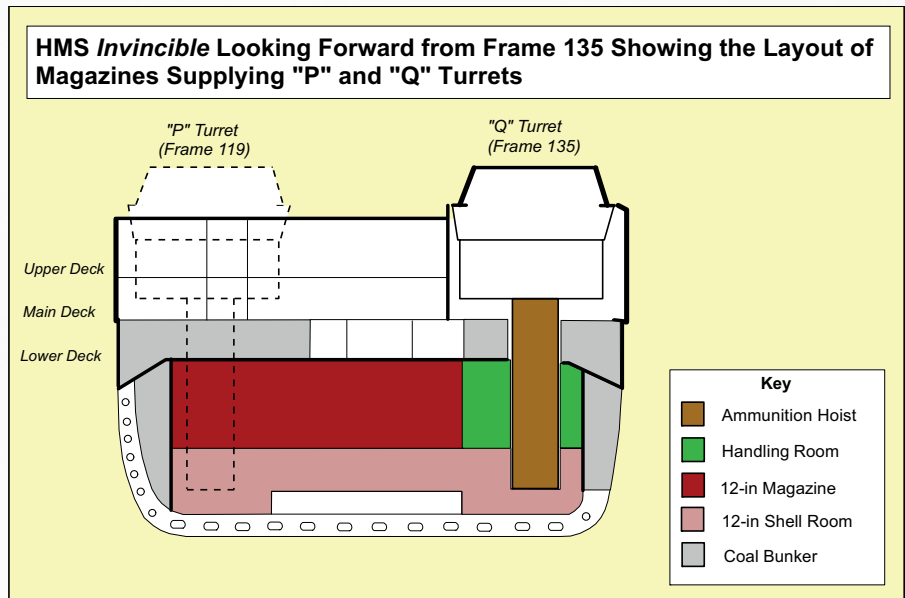 HMS Invincible Looking Forward from Frame 135 Showing the Layout of
Magazines Supplying "P" and "Q" Turrets
"P" Turret
(Frame 119)
"Q" Turret
(Frame 135)
Upper Deck
Main Deck
Lower Deck
Key
Ammunition Hoist
Handling Room
12-in Magazine
12-in Shell Room
Coal Bunker